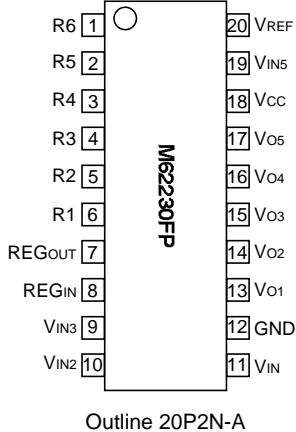 R6 1 20 VREF
R5 2 19 VIN5
R4 3 18 VCC
R3 4 17 VO5
R2 5 16 VO4
R1 6 15 VO3
REGOUT 7 14 VO2
REGIN 8 13 VO1
VIN3 9 12 GND
VIN2 10 11 VIN
M62230FP
Outline 20P2N-A